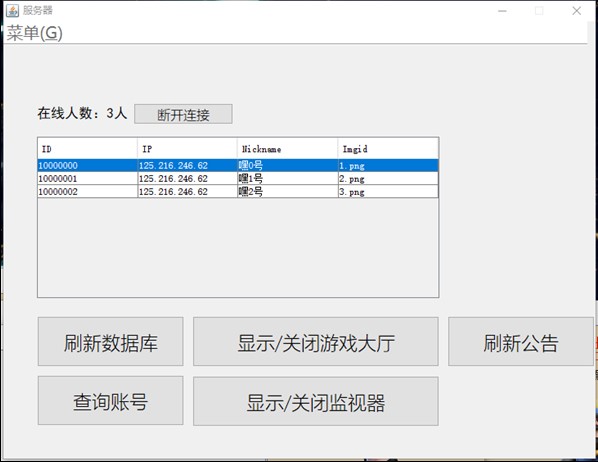 服务器
菜单(G)
在线人数：3人 断开连接
ID IP Nickname Imgid
10000000 125.216.246.62 嘿0号 1.png
10000001 125.216.246.62 嘿1号 2.png
10000002 125.216.246.62 嘿2号 3.png
刷新数据库 显示/关闭游戏大厅 刷新公告
查询账号 显示/关闭监视器